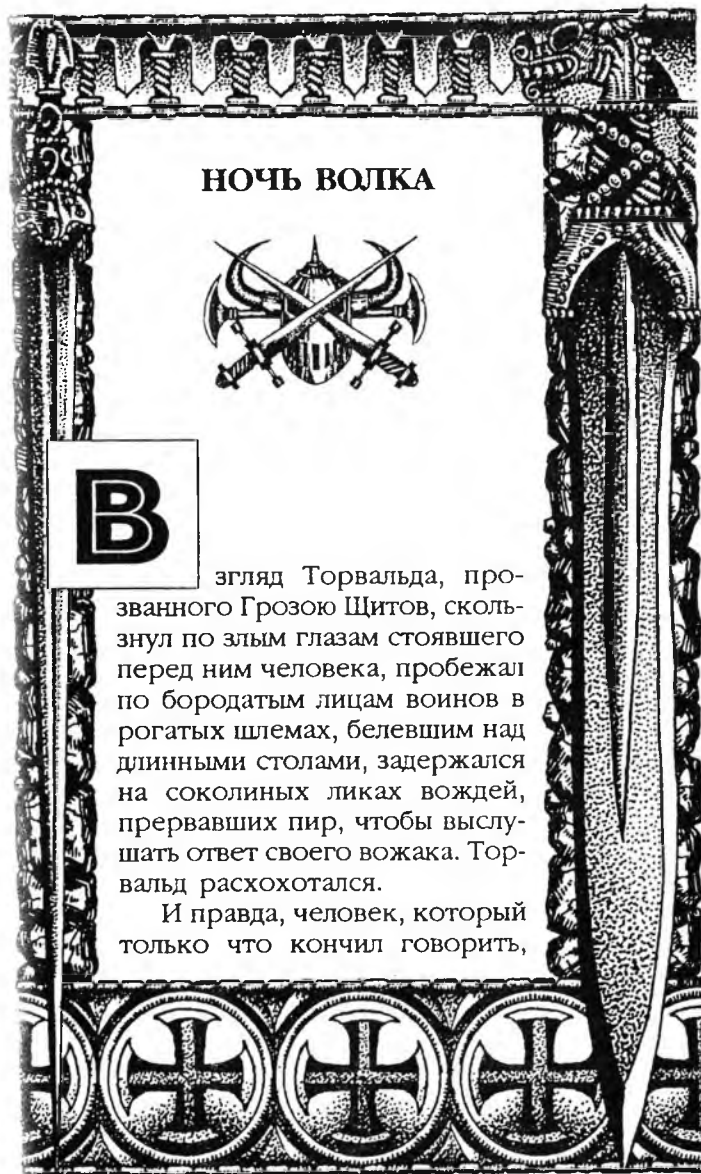 НОЧЬ ВОЛКА
В
згляд Торвальда, про-
званного Грозою Щитов, сколь-
знул по злым глазам стоявшего
перед ним человека, пробежал
по бородатым лицам воинов в
рогатых шлемах, белевшим над
длинными столами, задержался
на соколиных ликах вождей,
прервавших пир, чтобы выслу-
шать ответ своего вожака. Тор-
вальд расхохотался.
И правда, человек, который
только что кончил говорить,